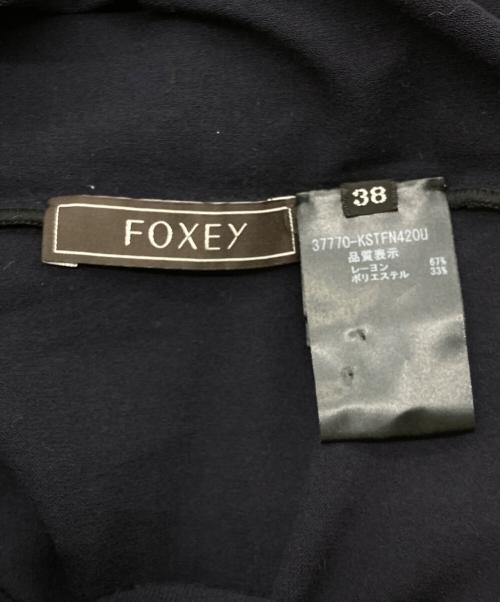 FOXEY
38
37770-KSTFN420U
品質表示
レーヨン 67%
ポリエステル 33%